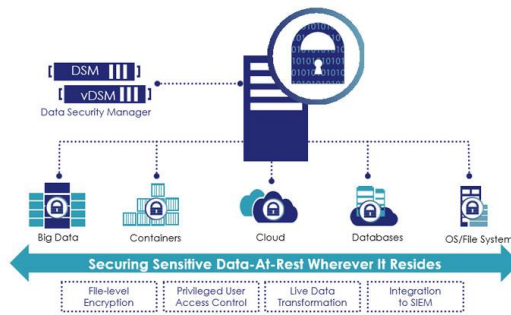 DSM
vDSM
Data Security Manager
Big Data
Containers
Cloud
Databases
OS/File System
Securing Sensitive Data-At-Rest Wherever It Resides
File-level
Encryption
Privileged User
Access Control
Live Data
Transformation
Integration
to SIEM